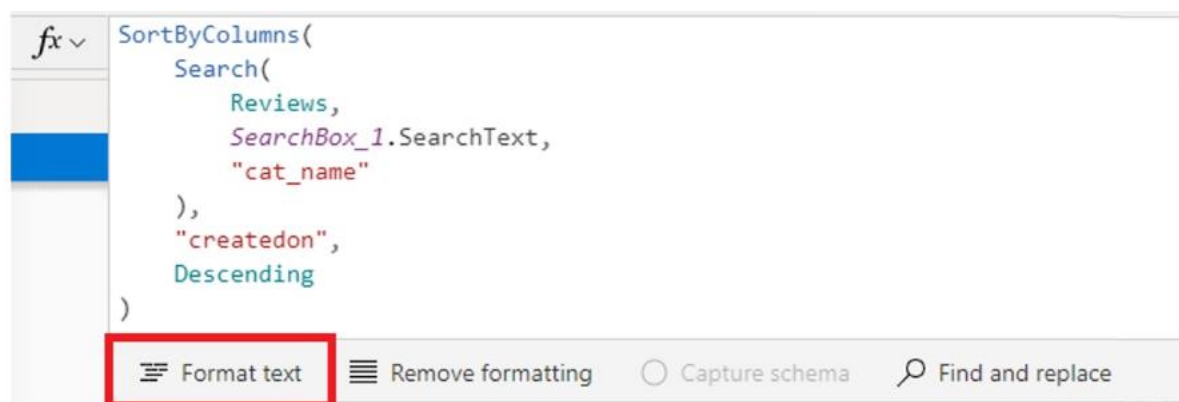 fx
SortByColumns(
    Search(
        Reviews,
        SearchBox_1.SearchText,
        "cat_name"
    ),
    "createdon",
    Descending
)
Format text Remove formatting Capture schema Find and replace